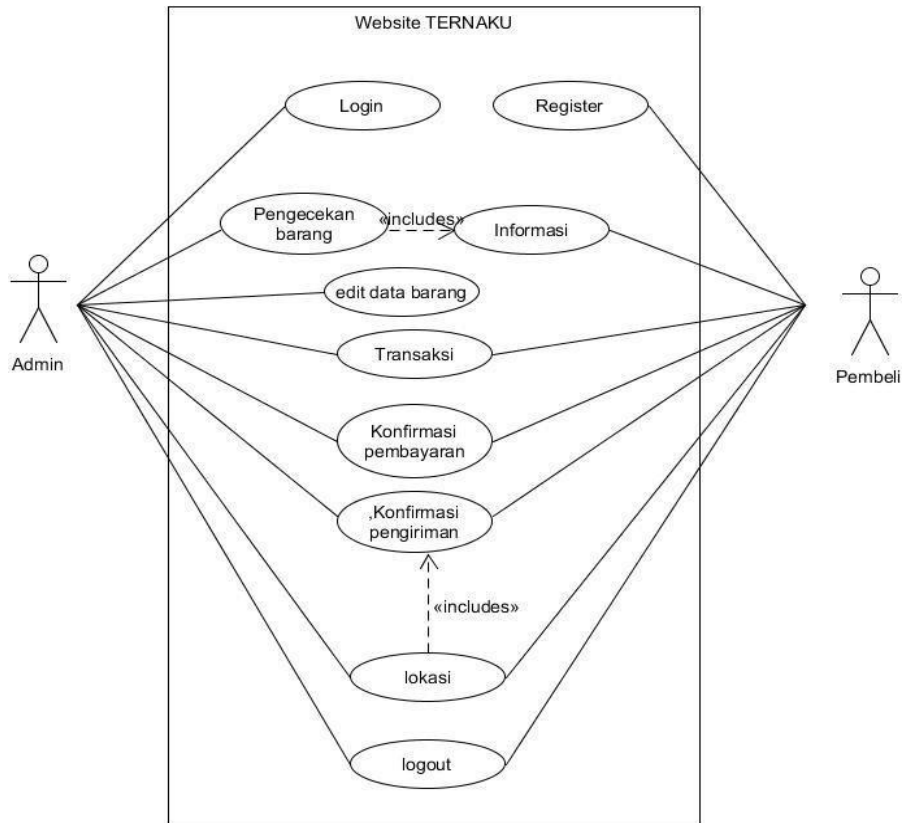 Website TERNAKU
Login
Register
Pengecekan
barang
«includes»
Informasi
edit data barang
Admin
Transaksi
Pembeli
Konfirmasi
pembayaran
,Konfirmasi
pengiriman
«includes»
lokasi
logout